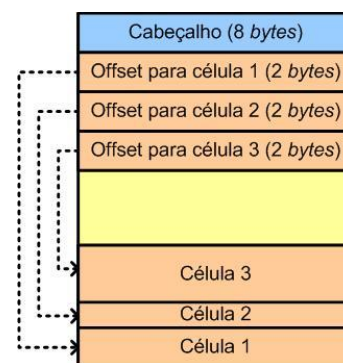 Cabeçalho (8 bytes)
Offset para célula 1 (2 bytes)
Offset para célula 2 (2 bytes)
Offset para célula 3 (2 bytes)
Célula 3
Célula 2
Célula 1